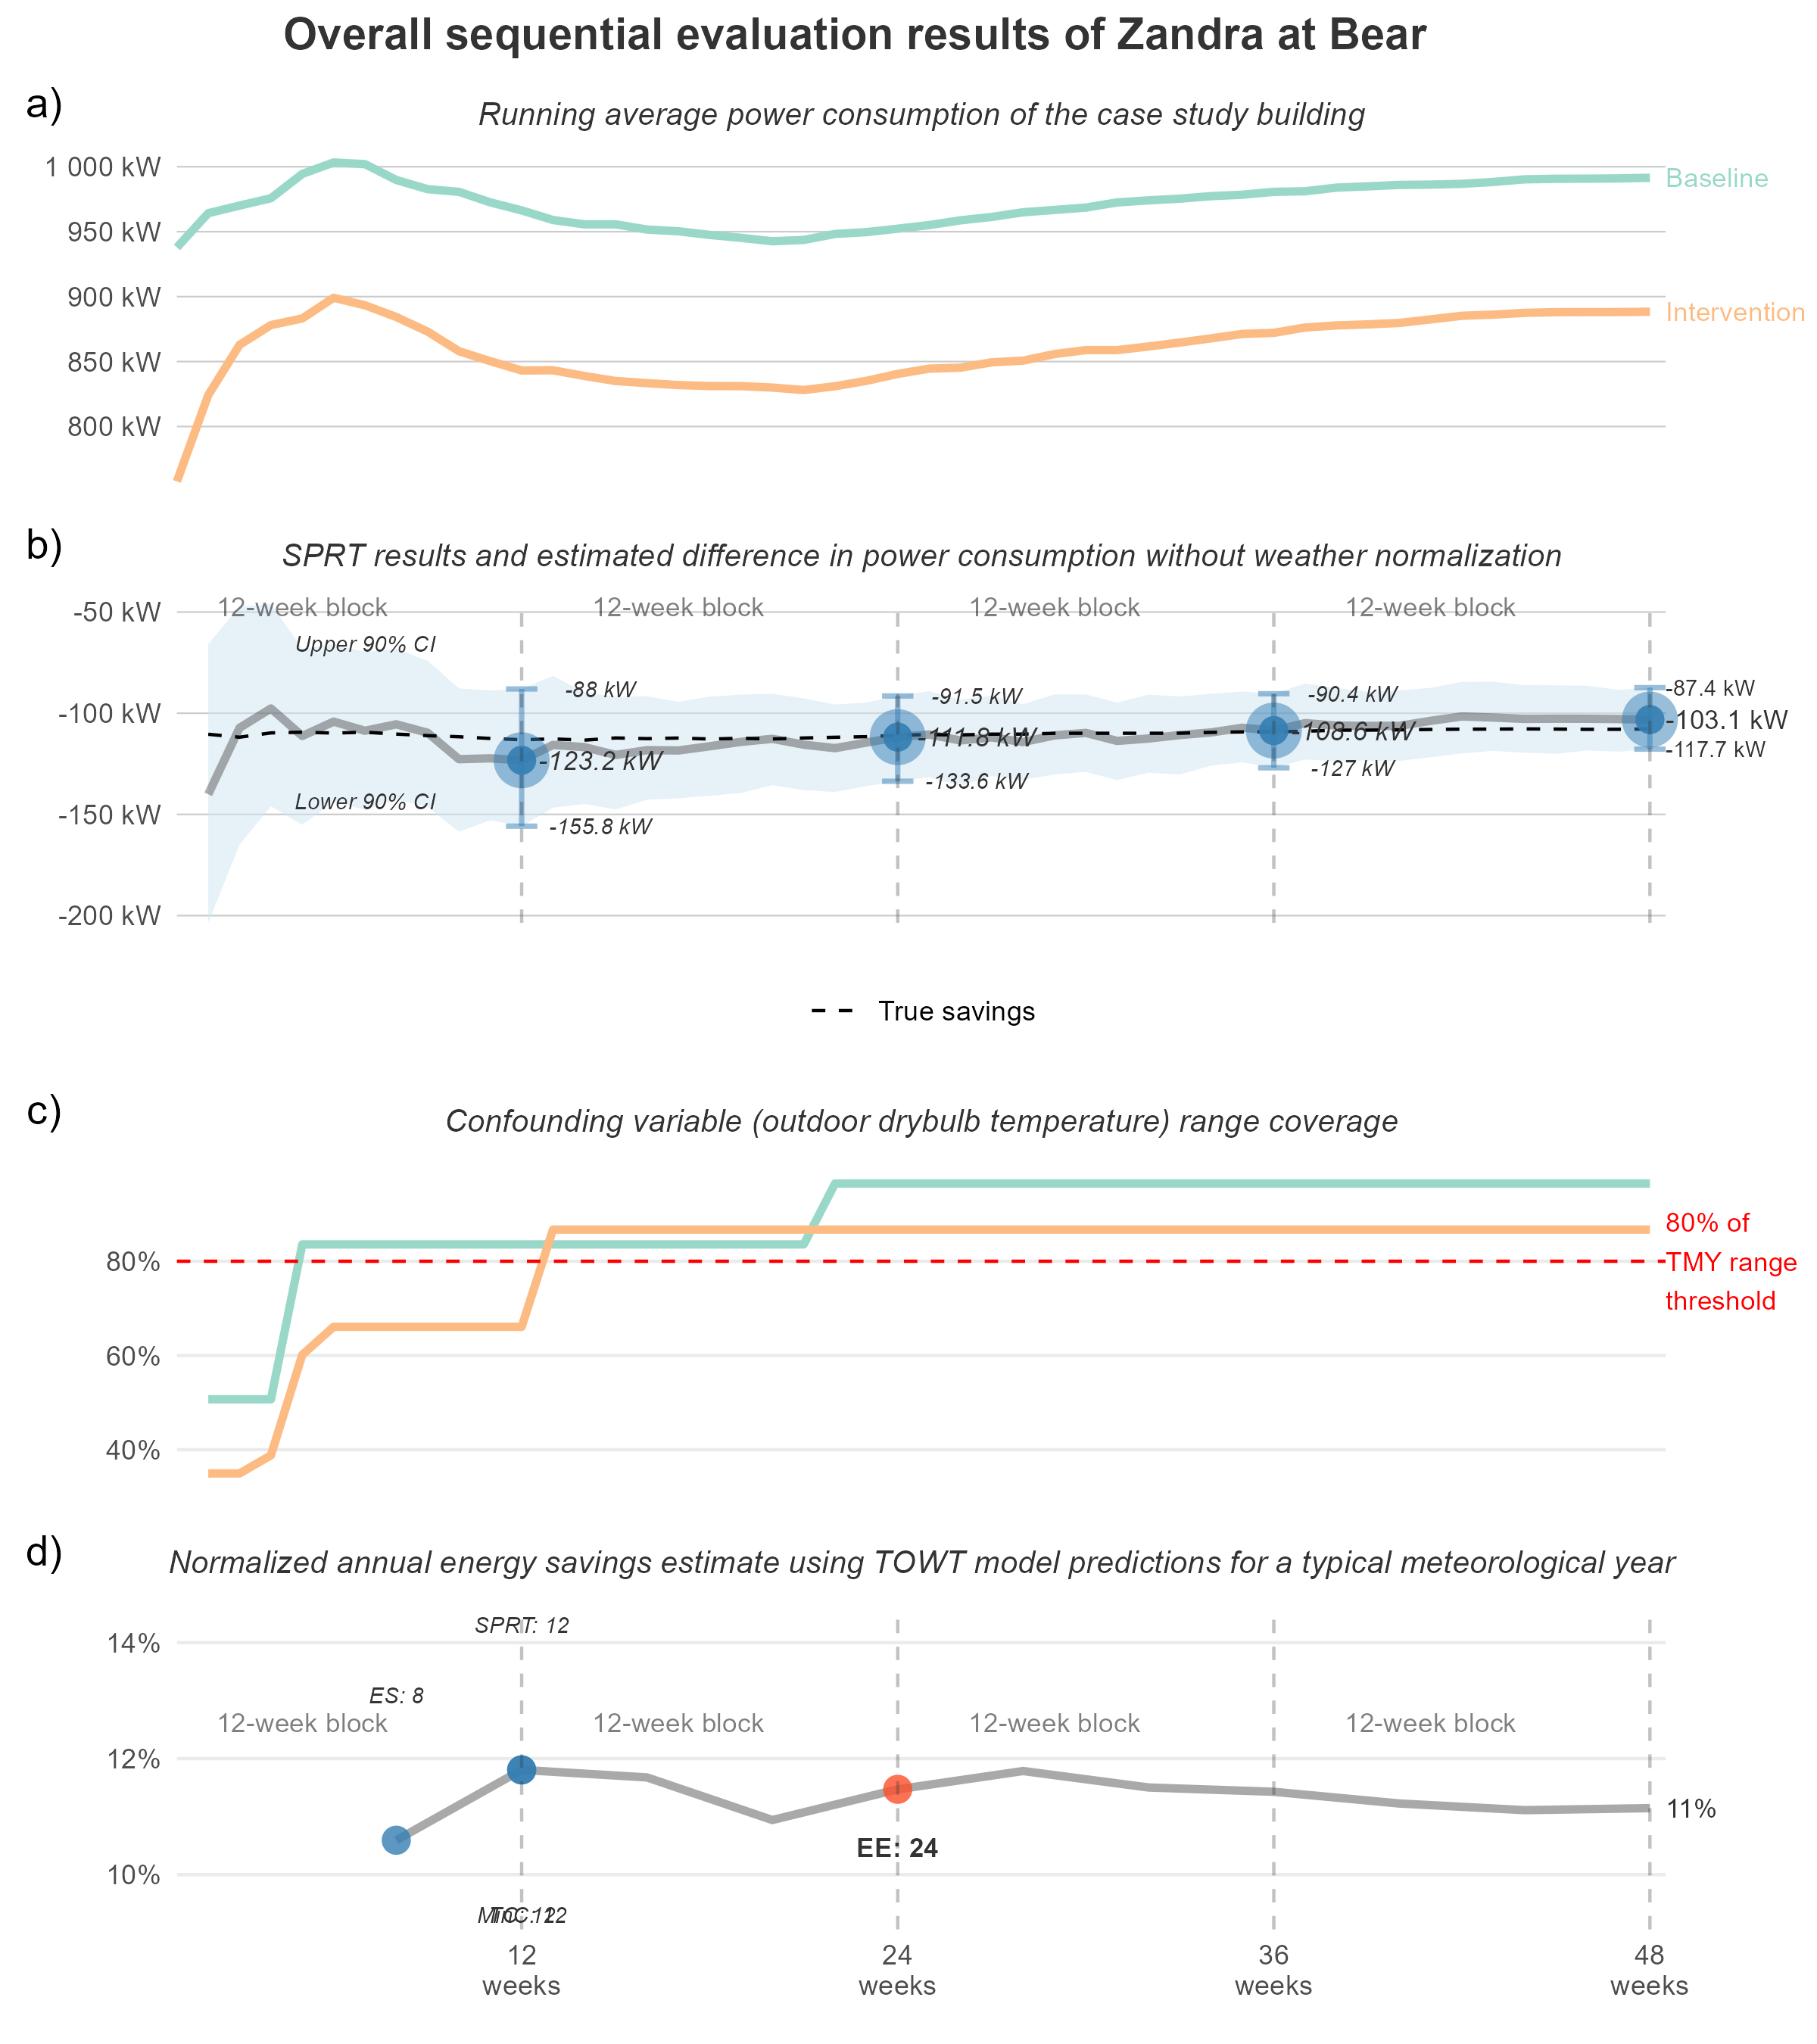 Overall sequential evaluation results of Zandra at Bear
a)
Running average power consumption of the case study building
1 000 kW
950 kW
900 kW
850 kW
800 kW
Baseline
Intervention
b)
SPRT results and estimated difference in power consumption without weather normalization
-50 kW
-100 kW
-150 kW
-200 kW
12-week block
12-week block
12-week block
12-week block
Upper 90% CI
Lower 90% CI
-88 kW
-123.2 kW
-155.8 kW
-91.5 kW
-111.8 kW
-133.6 kW
-90.4 kW
-108.6 kW
-127 kW
-87.4 kW
-103.1 kW
-117.7 kW
True savings
c)
Confounding variable (outdoor drybulb temperature) range coverage
80%
60%
40%
80% of
TMY range
threshold
d)
Normalized annual energy savings estimate using TOWT model predictions for a typical meteorological year
14%
12%
10%
SPRT: 12
ES: 8
12-week block
12-week block
12-week block
12-week block
EE: 24
11%
12
weeks
24
weeks
36
weeks
48
weeks